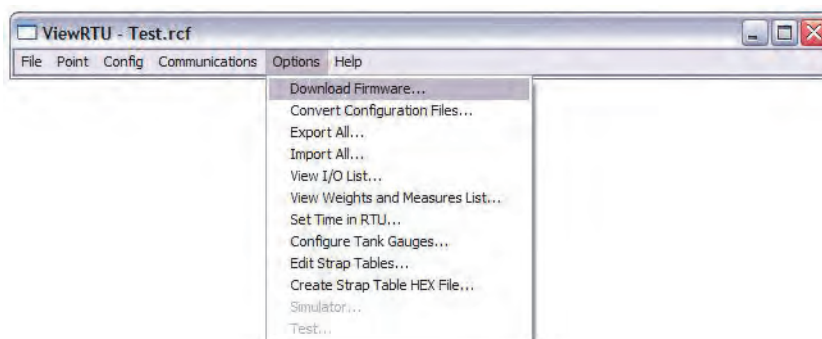 ViewRTU - Test.rcf
File Point Config Communications Options Help
Download Firmware...
Convert Configuration Files...
Export All...
Import All...
View I/O List...
View Weights and Measures List...
Set Time in RTU...
Configure Tank Gauges...
Edit Strap Tables...
Create Strap Table HEX File...
Simulator...
Test...